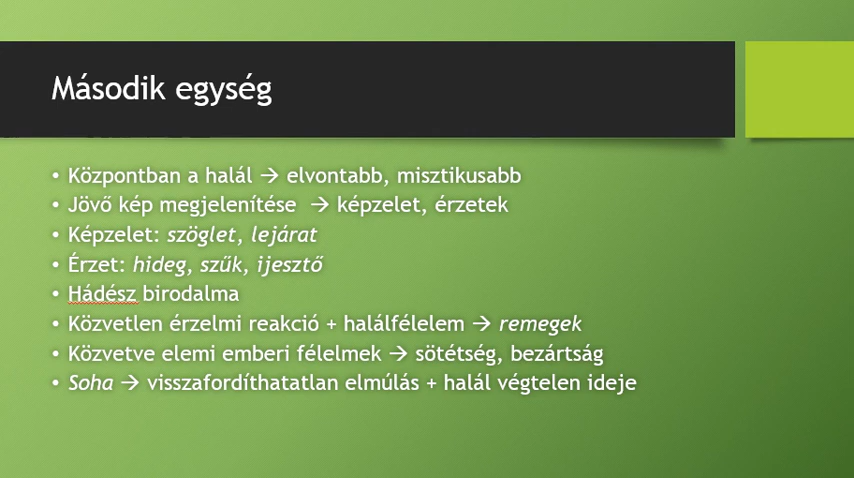 Második egység
• Központban a halál → elvontabb, misztikusabb
• Jövő kép megjelenítése → képzelet, érzetek
• Képzelet: szöglet, lejárat
• Érzet: hideg, szűk, ijesztő
• Hádész birodalma
• Közvetlen érzelmi reakció + halálfélelem → remegek
• Közvetve elemi emberi félelmek → sötétség, bezártság
• Soha → visszafordíthatatlan elmúlás + halál végtelen ideje